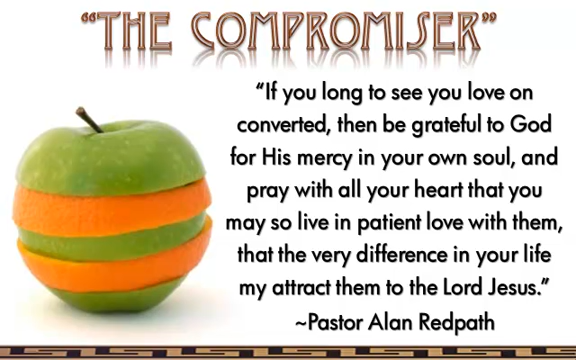 “THE COMPROMISER”
“If you long to see you love on
converted, then be grateful to God
for His mercy in your own soul, and
pray with all your heart that you
may so live in patient love with them,
that the very difference in your life
my attract them to the Lord Jesus.”
~Pastor Alan Redpath